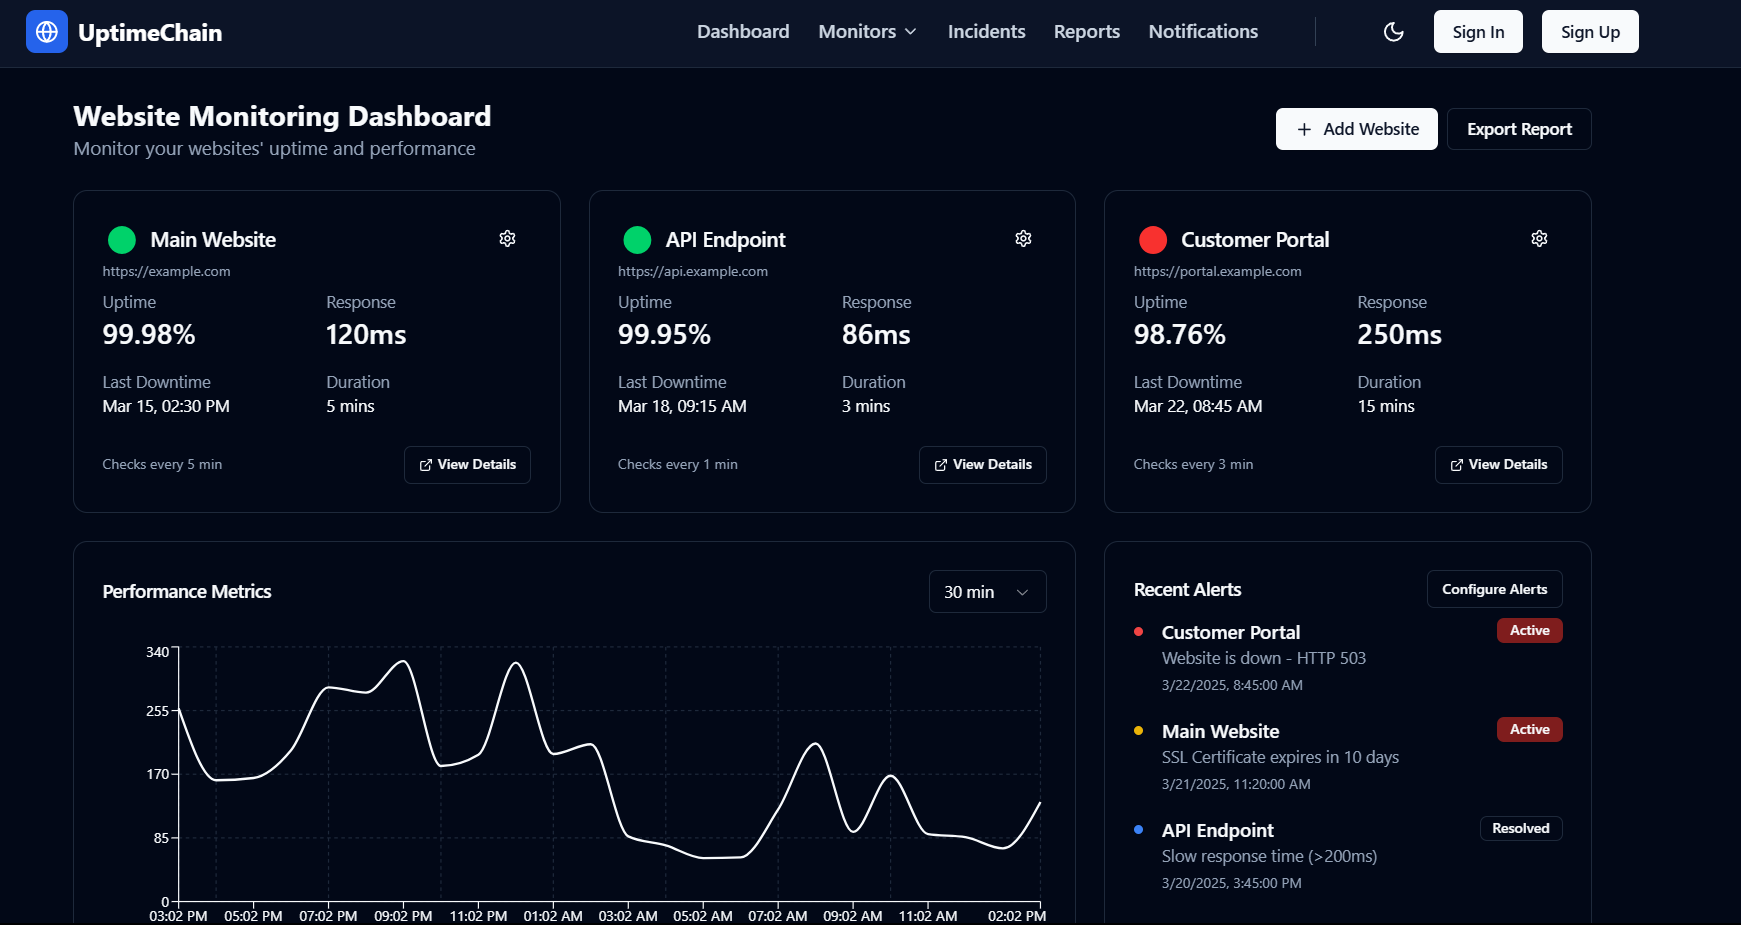 UptimeChain
Dashboard Monitors Incidents Reports Notifications Sign In Sign Up
Website Monitoring Dashboard
Monitor your websites' uptime and performance
+ Add Website Export Report
Main Website
https://example.com
Uptime Response
99.98% 120ms
Last Downtime Duration
Mar 15, 02:30 PM 5 mins
Checks every 5 min View Details
API Endpoint
https://api.example.com
Uptime Response
99.95% 86ms
Last Downtime Duration
Mar 18, 09:15 AM 3 mins
Checks every 1 min View Details
Customer Portal
https://portal.example.com
Uptime Response
98.76% 250ms
Last Downtime Duration
Mar 22, 08:45 AM 15 mins
Checks every 3 min View Details
Performance Metrics 30 min
340
255
170
85
0
03:02 PM 05:02 PM 07:02 PM 09:02 PM 11:02 PM 01:02 AM 03:02 AM 05:02 AM 07:02 AM 09:02 AM 11:02 AM 02:02 PM
Recent Alerts Configure Alerts
Customer Portal Active
Website is down - HTTP 503
3/22/2025, 8:45:00 AM
Main Website Active
SSL Certificate expires in 10 days
3/21/2025, 11:20:00 AM
API Endpoint Resolved
Slow response time (>200ms)
3/20/2025, 3:45:00 PM